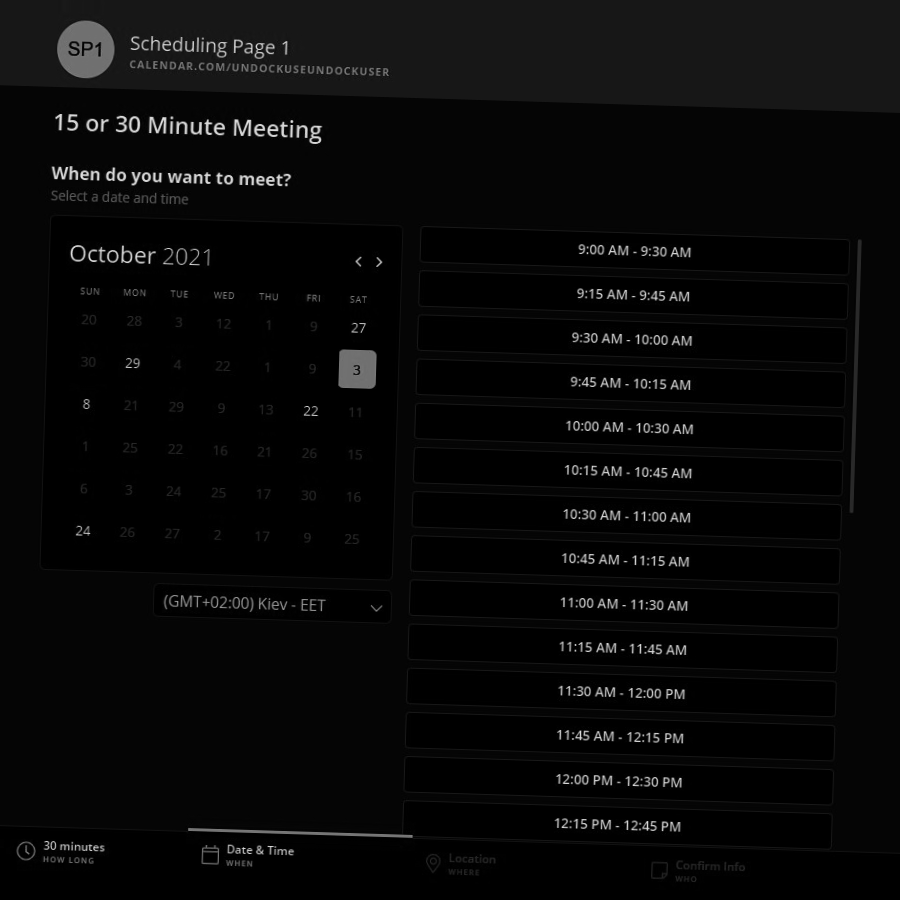 SP1
Scheduling Page 1
CALENDAR.COM/UNDOCKUSEUNDOCKUSER
15 or 30 Minute Meeting
When do you want to meet?
Select a date and time
October 2021
SUN MON TUE WED THU FRI SAT
20 28 3 12 1 9 27
30 29 4 22 1 9 3
8 21 29 9 13 22 11
1 25 22 16 21 26 15
6 3 24 25 17 30 16
24 26 27 2 17 9 25
(GMT+02:00) Kiev - EET
9:00 AM - 9:30 AM
9:15 AM - 9:45 AM
9:30 AM - 10:00 AM
9:45 AM - 10:15 AM
10:00 AM - 10:30 AM
10:15 AM - 10:45 AM
10:30 AM - 11:00 AM
10:45 AM - 11:15 AM
11:00 AM - 11:30 AM
11:15 AM - 11:45 AM
11:30 AM - 12:00 PM
11:45 AM - 12:15 PM
12:00 PM - 12:30 PM
12:15 PM - 12:45 PM
30 minutes
HOW LONG
Date & Time
WHEN
Location
WHERE
Confirm Info
WHO